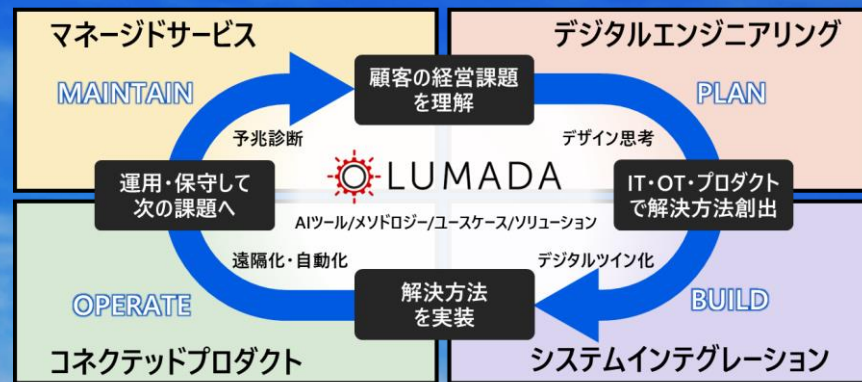 マネージドサービス
デジタルエンジニアリング
MAINTAIN
顧客の経営課題
を理解
PLAN
予兆診断
デザイン思考
運用・保守して
次の課題へ
LUMADA
IT・OT・プロダクト
で解決方法創出
AIツール/メソドロジー/ユースケース/ソリューション
遠隔化・自動化
デジタルツイン化
OPERATE
解決方法
を実装
BUILD
コネクテッドプロダクト
システムインテグレーション